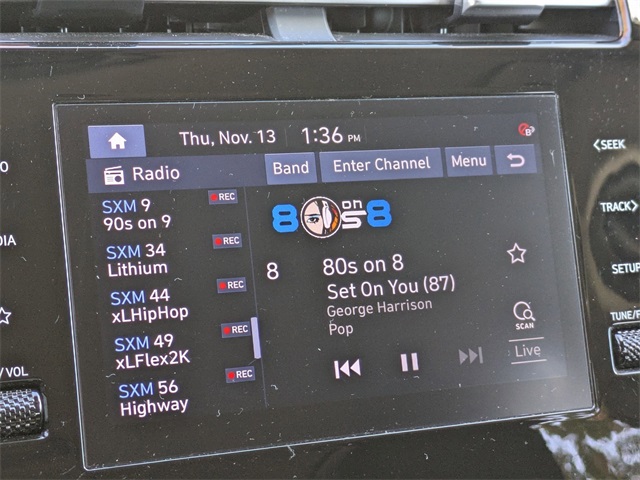 Thu, Nov. 13 1:36 PM
Radio Band Enter Channel Menu
SXM 9 REC
90s on 9
SXM 34 REC
Lithium
SXM 44 REC
xLHipHop
SXM 49 REC
xLFlex2K
SXM 56 REC
Highway
80s on 8
8 80s on 8
Set On You (87)
George Harrison
Pop
SCAN
Live
< SEEK
TRACK >
SETUP
TUNE/F
/VOL
DIA
O